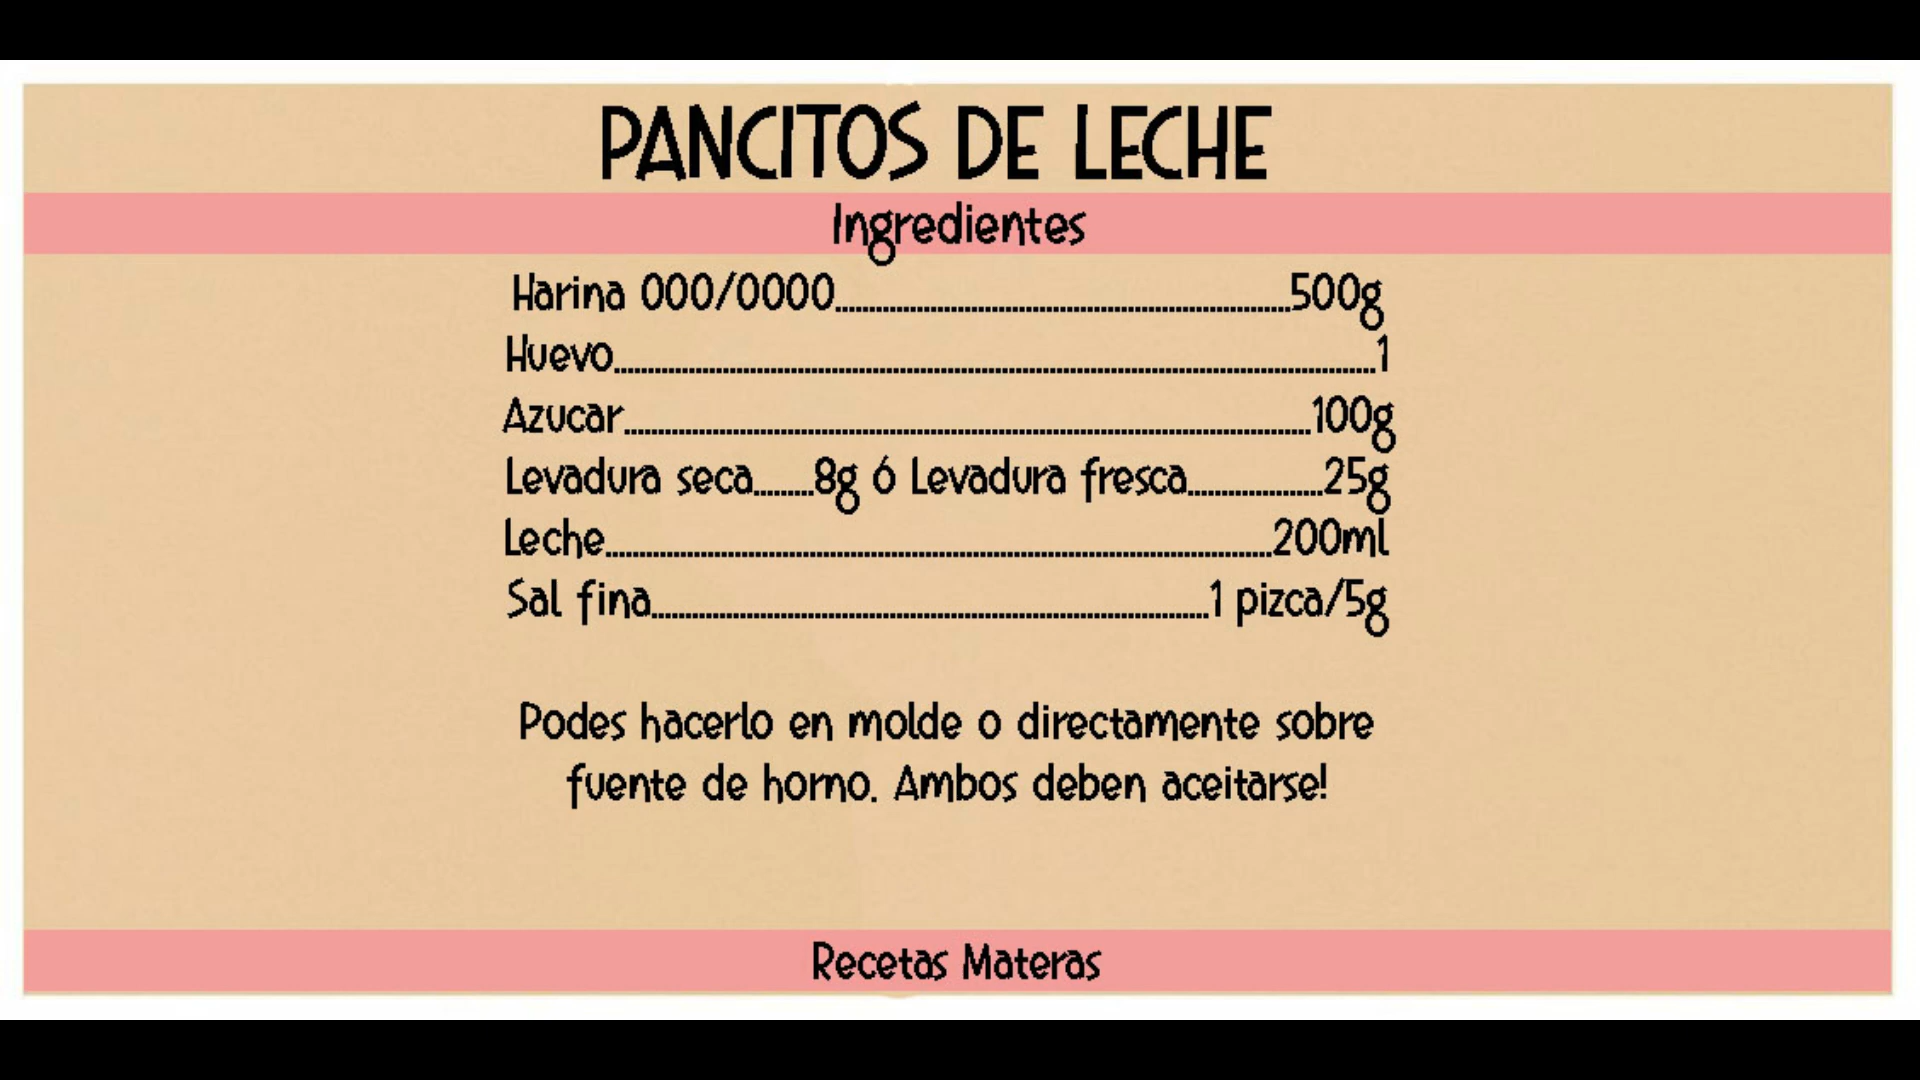 PANCITOS DE LECHE
Ingredientes
Harina 000/0000........................................500g
Huevo........................................1
Azucar........................................100g
Levadura seca........8g ó Levadura fresca..................25g
Leche........................................200ml
Sal fina........................................1 pizca/5g
Podes hacerlo en molde o directamente sobre
fuente de horno. Ambos deben aceitarse!
Recetas Materas